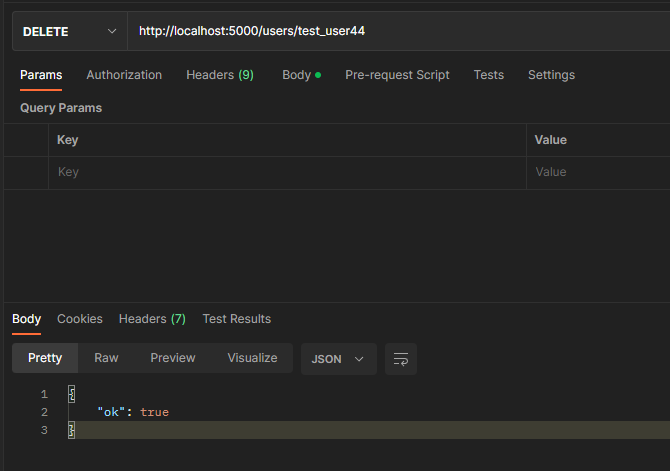 DELETE http://localhost:5000/users/test_user44
Params Authorization Headers (9) Body Pre-request Script Tests Settings
Query Params
Key Value
Key Value
Body Cookies Headers (7) Test Results
Pretty Raw Preview Visualize JSON
1 {
2 "ok": true
3 }